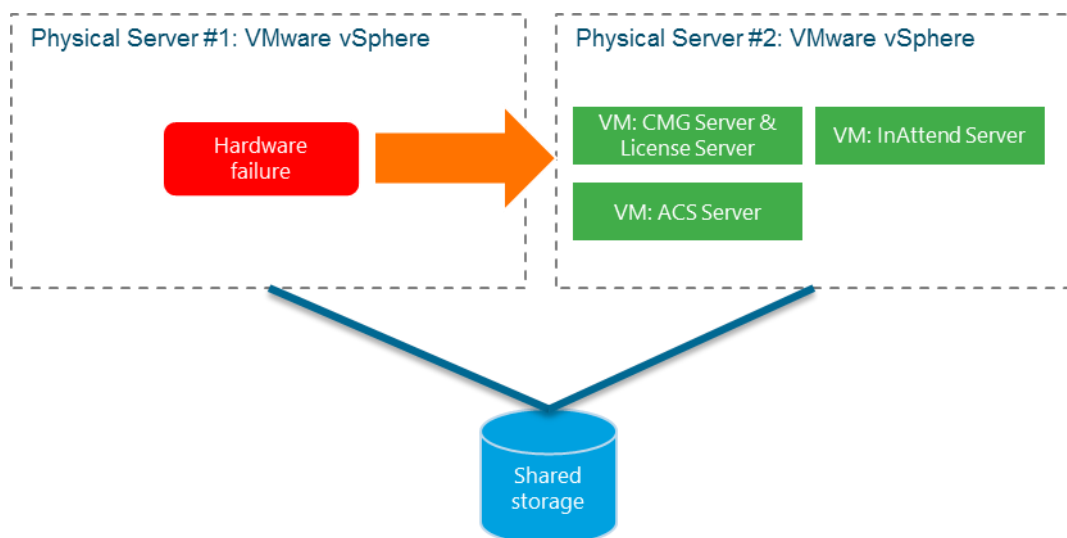 Physical Server #1: VMware vSphere
Physical Server #2: VMware vSphere
Hardware
failure
VM: CMG Server &
License Server
VM: InAttend Server
VM: ACS Server
Shared
storage